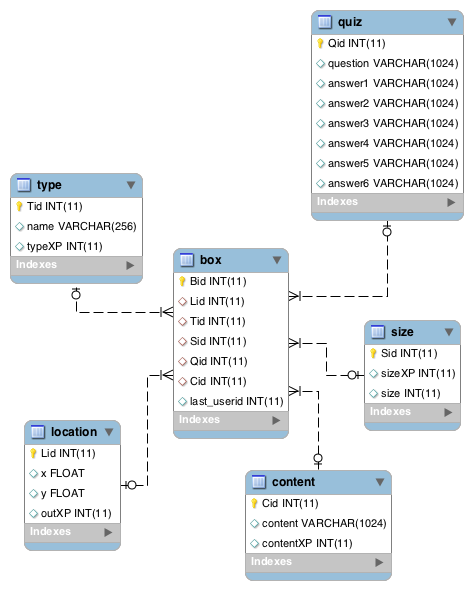 quiz
Qid INT(11)
question VARCHAR(1024)
answer1 VARCHAR(1024)
answer2 VARCHAR(1024)
answer3 VARCHAR(1024)
answer4 VARCHAR(1024)
answer5 VARCHAR(1024)
answer6 VARCHAR(1024)
Indexes
type
Tid INT(11)
name VARCHAR(256)
typeXP INT(11)
Indexes
box
Bid INT(11)
Lid INT(11)
Tid INT(11)
Sid INT(11)
Qid INT(11)
Cid INT(11)
last_userid INT(11)
Indexes
size
Sid INT(11)
sizeXP INT(11)
size INT(11)
Indexes
location
Lid INT(11)
x FLOAT
y FLOAT
outXP INT(11)
Indexes
content
Cid INT(11)
content VARCHAR(1024)
contentXP INT(11)
Indexes